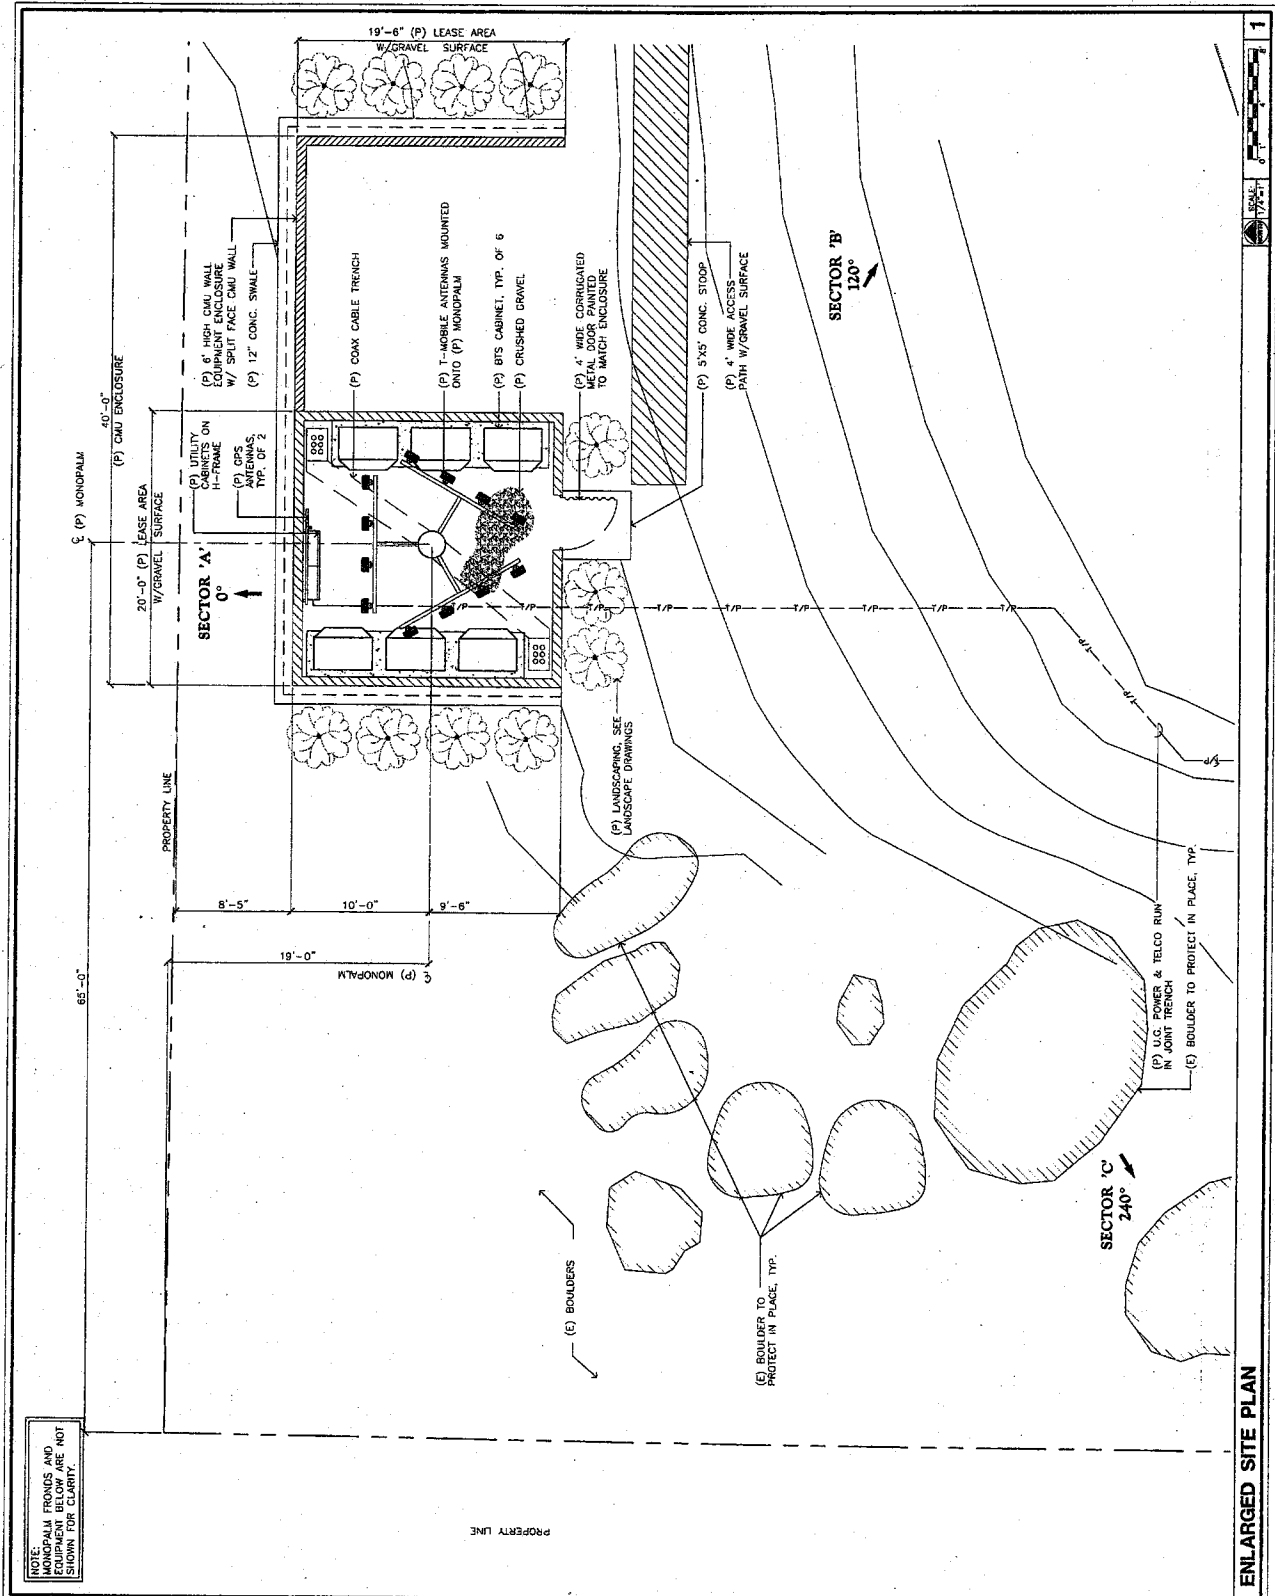 NOTE:
MONOPALM FRONDS AND
EQUIPMENT BELOW ARE NOT
SHOWN FOR CLARITY.
65'-0"
℄ (P) MONOPALM
40'-0"
(P) CMU ENCLOSURE
20'-0" (P) LEASE AREA
W/GRAVEL SURFACE
19'-6" (P) LEASE AREA
W/GRAVEL SURFACE
SECTOR 'A'
0°
(P) UTILITY
CABINETS ON
H-FRAME
(P) GPS
ANTENNAS,
TYP. OF 2
(P) 6' HIGH CMU WALL
EQUIPMENT ENCLOSURE
W/ SPLIT FACE CMU WALL
(P) 12" CONC. SWALE
(P) COAX CABLE TRENCH
(P) T-MOBILE ANTENNAS MOUNTED
ONTO (P) MONOPALM
(P) BTS CABINET, TYP. OF 6
(P) CRUSHED GRAVEL
(P) 4' WIDE CORRUGATED
METAL DOOR PAINTED
TO MATCH ENCLOSURE
(P) 5'X5' CONC. STOOP
(P) 4' WIDE ACCESS
PATH W/GRAVEL SURFACE
SECTOR 'B'
120°
PROPERTY LINE
8'-5"
10'-0"
9'-6"
19'-0"
℄ (P) MONOPALM
T/P
T/P
T/P
T/P
T/P
T/P
T/P
T/P
T/P
T/P
T/P
(P) LANDSCAPING, SEE
LANDSCAPE DRAWINGS
(E) BOULDERS
(E) BOULDER TO
PROTECT IN PLACE, TYP.
(P) U.G. POWER & TELCO RUN
IN JOINT TRENCH
(E) BOULDER TO PROTECT IN PLACE, TYP.
SECTOR 'C'
240°
PROPERTY LINE
ENLARGED SITE PLAN
SCALE:
1/4"=1'
0 1' 4'
1